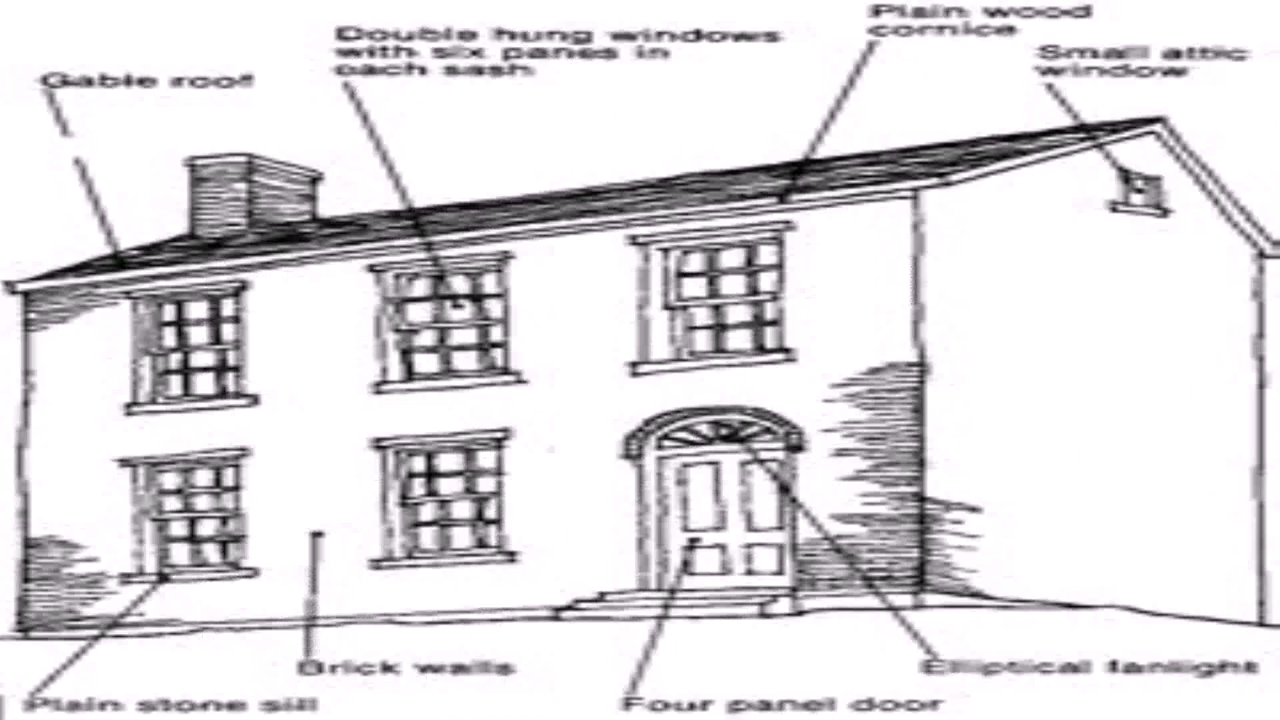 Plain wood
cornice
Double hung windows
with six panes in
each sash
Small attic
window
Gable roof
Brick walls
Elliptical fanlight
Plain stone sill
Four panel door